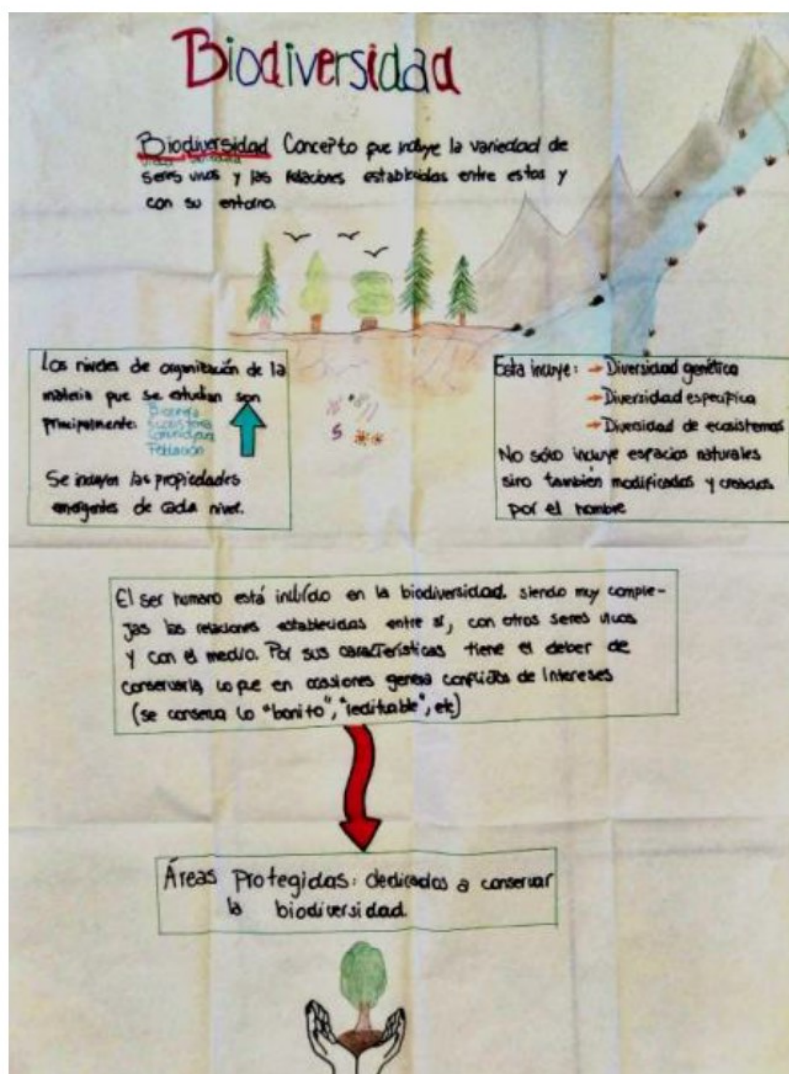 Biodiversidad
Biodiversidad Concepto que incluye la variedad de
seres vivos y las relaciones establecidas entre estos y
con su entorno.
Los niveles de organización de la
materia que se estudian son
principalmente:
Biosfera
Ecosistema
Comunidad
Población
Se incluyen las propiedades
emergentes de cada nivel.
Esta incluye: → Diversidad genética
→ Diversidad específica
→ Diversidad de ecosistemas
No sólo incluye espacios naturales
sino también modificados y creados
por el hombre
El ser humano está incluído en la biodiversidad, siendo muy comple-
jas las relaciones establecidas entre sí, con otros seres vivos
y con el medio. Por sus características tiene el deber de
conservarla, lo que en ocasiones genera conflictos de intereses
(se conserva lo "bonito", "redituable", etc)
Áreas protegidas: dedicadas a conservar
la biodiversidad.